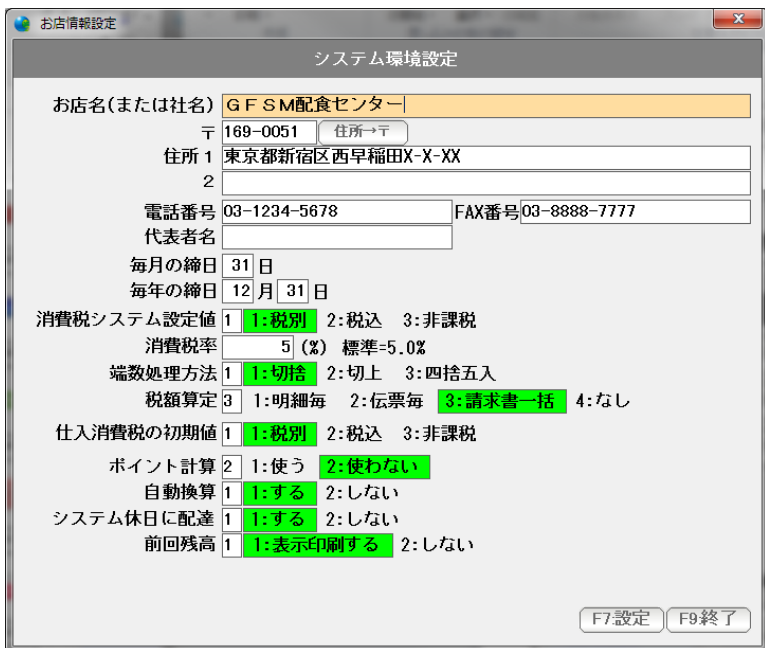 お店情報設定
システム環境設定
お店名(または社名) ＧＦＳＭ配食センター
〒 169-0051 住所→〒
住所1 東京都新宿区西早稲田X-X-XX
2
電話番号 03-1234-5678 FAX番号 03-8888-7777
代表者名
毎月の締日 31 日
毎年の締日 12 月 31 日
消費税システム設定値 1 1:税別 2:税込 3:非課税
消費税率 5 (%) 標準=5.0%
端数処理方法 1 1:切捨 2:切上 3:四捨五入
税額算定 3 1:明細毎 2:伝票毎 3:請求書一括 4:なし
仕入消費税の初期値 1 1:税別 2:税込 3:非課税
ポイント計算 2 1:使う 2:使わない
自動換算 1 1:する 2:しない
システム休日に配達 1 1:する 2:しない
前回残高 1 1:表示印刷する 2:しない
F7:設定 F9:終了